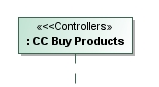 «<Controllers»
: CC Buy Products